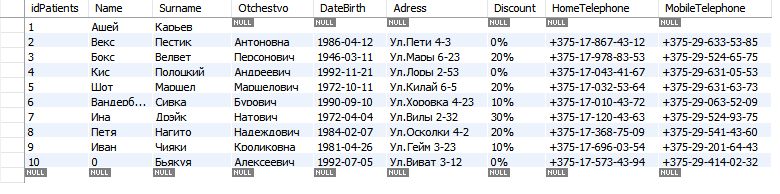 idPatients Name Surname Otchestvo DateBirth Adress Discount HomeTelephone MobileTelephone
1 Ашей Карьев NULL NULL NULL NULL NULL NULL
2 Векс Пестик Антоновна 1986-04-12 Ул.Пети 4-3 0% +375-17-867-43-12 +375-29-633-53-85
3 Бокс Велвет Персонович 1946-03-11 Ул.Мары 6-23 20% +375-17-978-83-53 +375-29-524-65-75
4 Кис Полоцкий Андреевич 1992-11-21 Ул.Лоры 2-53 0% +375-17-043-41-67 +375-29-631-05-53
5 Шот Маршел Маршелович 1972-10-11 Ул.Килай 6-5 20% +375-17-032-53-64 +375-29-631-63-73
6 Вандерб... Сивка Бурович 1990-09-10 Ул.Хоровка 4-23 10% +375-17-010-43-72 +375-29-063-52-09
7 Ина Дрэйк Натович 1972-04-04 Ул.Вилы 2-32 30% +375-17-120-43-63 +375-29-524-93-75
8 Петя Нагито Надеждович 1984-02-07 Ул.Осколки 4-2 20% +375-17-368-75-09 +375-29-541-43-60
9 Иван Чияки Кроликовна 1981-04-26 Ул.Гейм 3-23 10% +375-17-696-03-54 +375-29-201-64-43
10 0 Бьякуя Алексеевич 1992-07-05 Ул.Виват 3-12 0% +375-17-573-43-94 +375-29-414-02-32
NULL NULL NULL NULL NULL NULL NULL NULL NULL